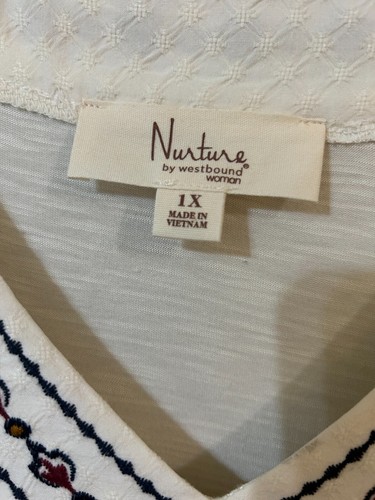 Nurture
by westbound®
woman
1X
MADE IN
VIETNAM